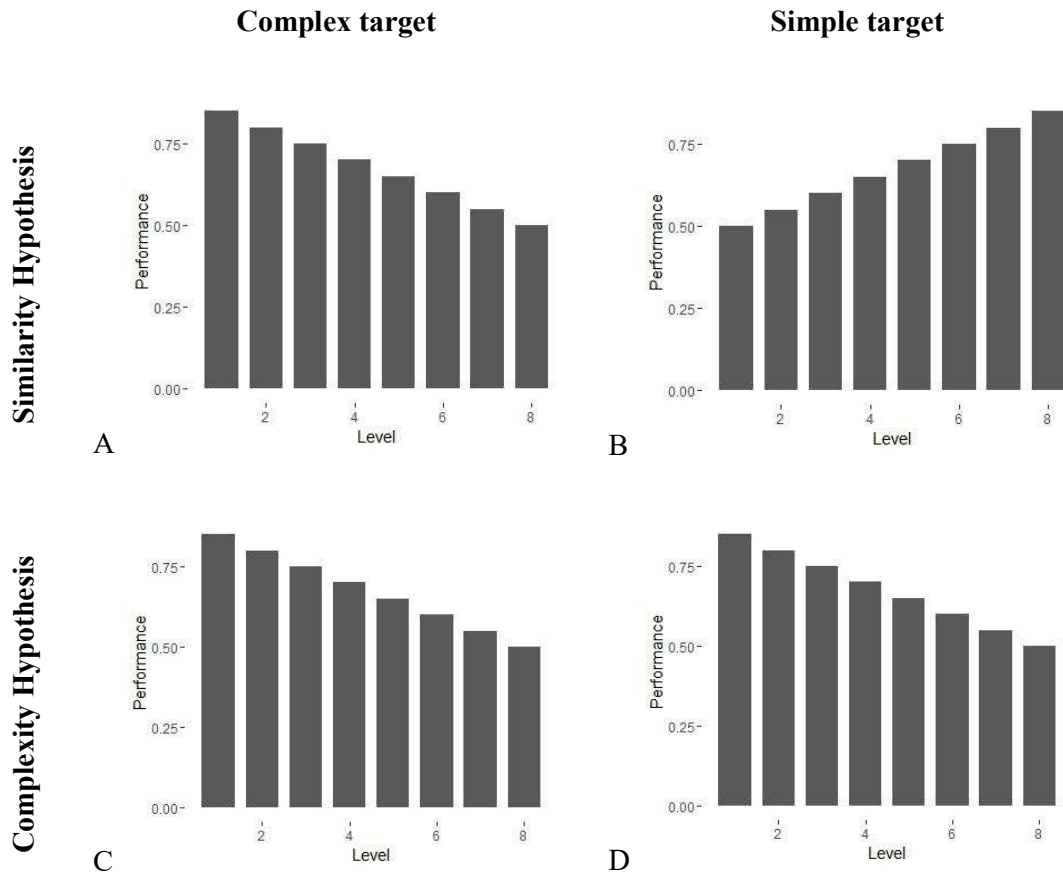 Complex target
Simple target
Similarity Hypothesis
Performance
0.75
0.50
0.25
0.00
2
4
6
8
Level
A
Performance
0.75
0.50
0.25
0.00
2
4
6
8
Level
B
Complexity Hypothesis
Performance
0.75
0.50
0.25
0.00
2
4
6
8
Level
C
Performance
0.75
0.50
0.25
0.00
2
4
6
8
Level
D